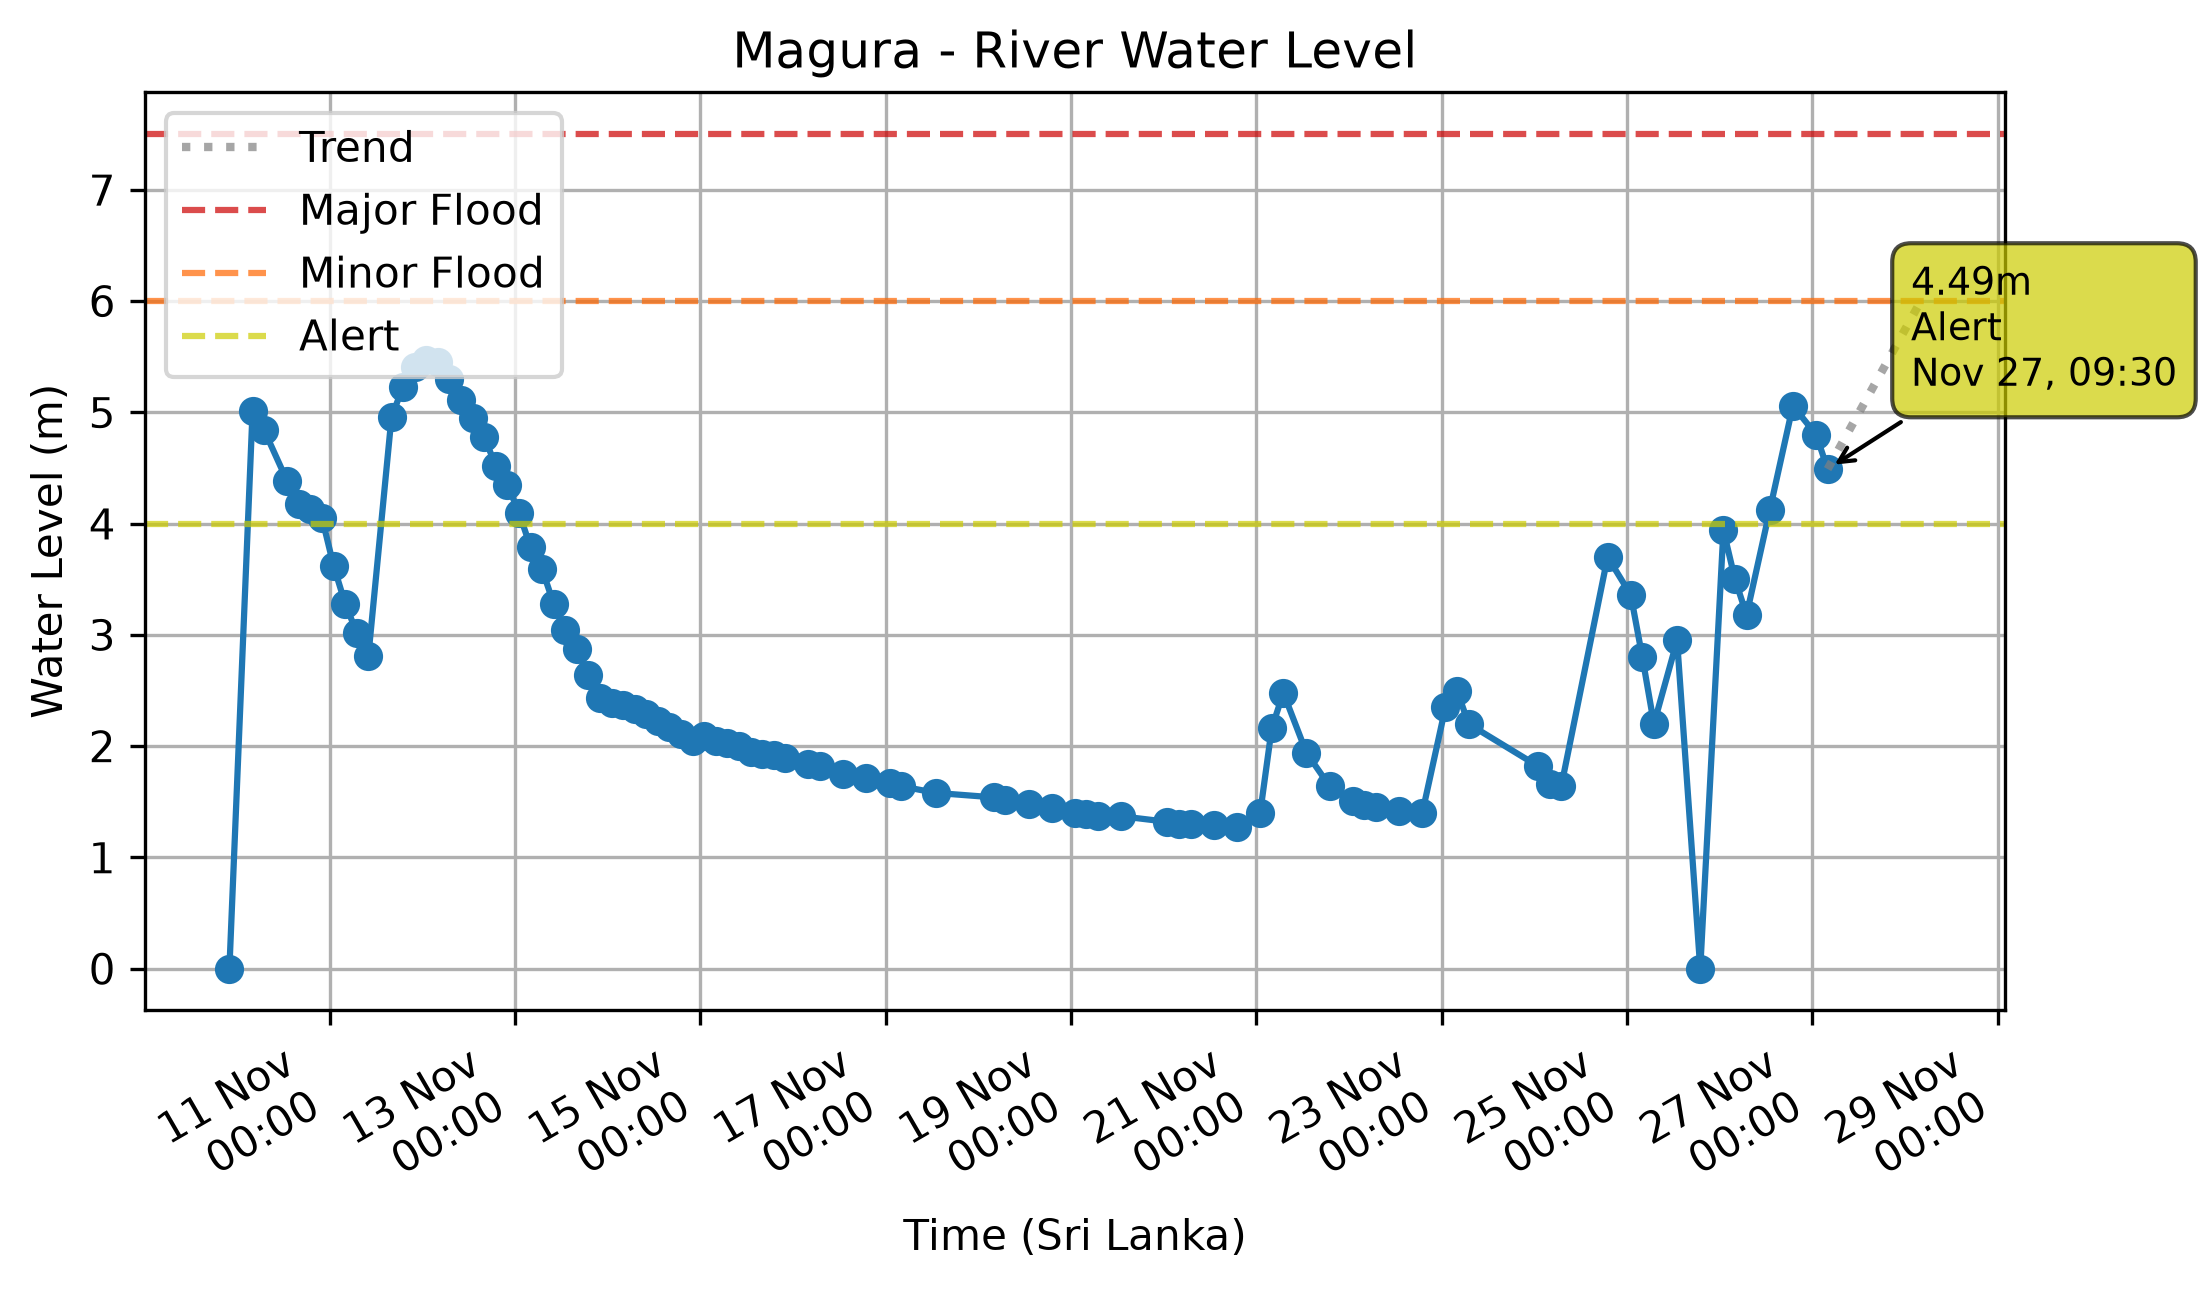 Magura - River Water Level
Trend
Major Flood
Minor Flood
Alert
4.49m
Alert
Nov 27, 09:30
Water Level (m)
7
6
5
4
3
2
1
0
11 Nov
00:00
13 Nov
00:00
15 Nov
00:00
17 Nov
00:00
19 Nov
00:00
21 Nov
00:00
23 Nov
00:00
25 Nov
00:00
27 Nov
00:00
29 Nov
00:00
Time (Sri Lanka)